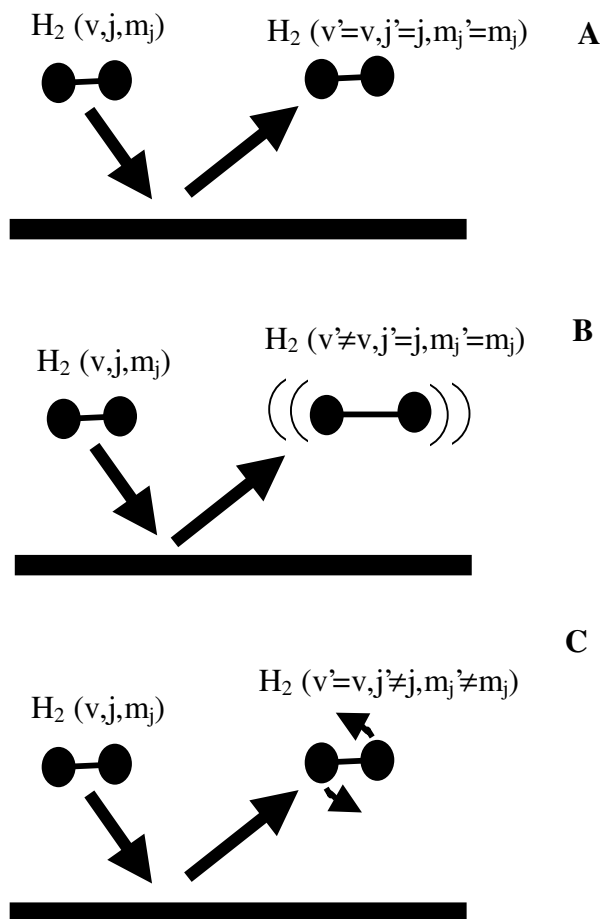 H₂ (v,j,mⱼ) H₂ (v'=v,j'=j,mⱼ'=mⱼ) A
H₂ (v'≠v,j'=j,mⱼ'=mⱼ) B
H₂ (v,j,mⱼ)
C
H₂ (v'=v,j'≠j,mⱼ'≠mⱼ)
H₂ (v,j,mⱼ)